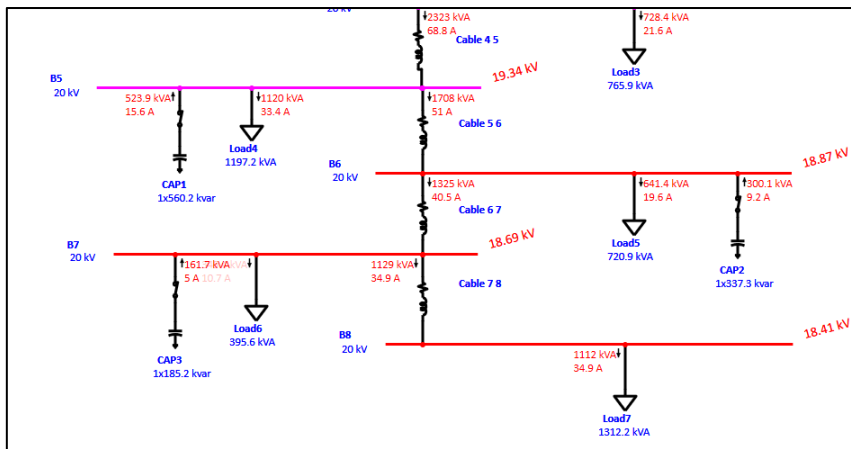 20 kV
2323 kVA
68.8 A
Cable 4 5
728.4 kVA
21.6 A
Load3
765.9 kVA
19.34 kV
B5
20 kV
523.9 kVA
15.6 A
1120 kVA
33.4 A
1708 kVA
51 A
Load4
1197.2 kVA
CAP1
1x560.2 kvar
Cable 5 6
B6
20 kV
18.87 kV
1325 kVA
40.5 A
641.4 kVA
19.6 A
300.1 kVA
9.2 A
Cable 6 7
Load5
720.9 kVA
CAP2
1x337.3 kvar
B7
20 kV
18.69 kV
161.7 kVA
5 A
10.7 A
1129 kVA
34.9 A
Cable 7 8
Load6
395.6 kVA
CAP3
1x185.2 kvar
B8
20 kV
18.41 kV
1112 kVA
34.9 A
Load7
1312.2 kVA